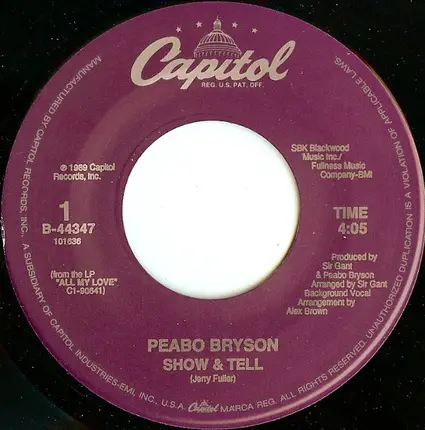 Capitol
REG. U.S. PAT. OFF.
℗ 1989 Capitol
Records, Inc.
1
B-44347
101636
(from the LP
"ALL MY LOVE"
C1-90641)
SBK Blackwood
Music Inc./
Fullness Music
Company-BMI
TIME
4:05
Produced by
Sir Gant
& Peabo Bryson
Arranged by Sir Gant
Background Vocal
Arrangement by
Alex Brown
PEABO BRYSON
SHOW & TELL
(Jerry Fuller)
MANUFACTURED BY CAPITOL RECORDS, INC., A SUBSIDIARY OF CAPITOL INDUSTRIES-EMI, INC., U.S.A. Capitol MARCA REG. ALL RIGHTS RESERVED. UNAUTHORIZED DUPLICATION IS A VIOLATION OF APPLICABLE LAWS.